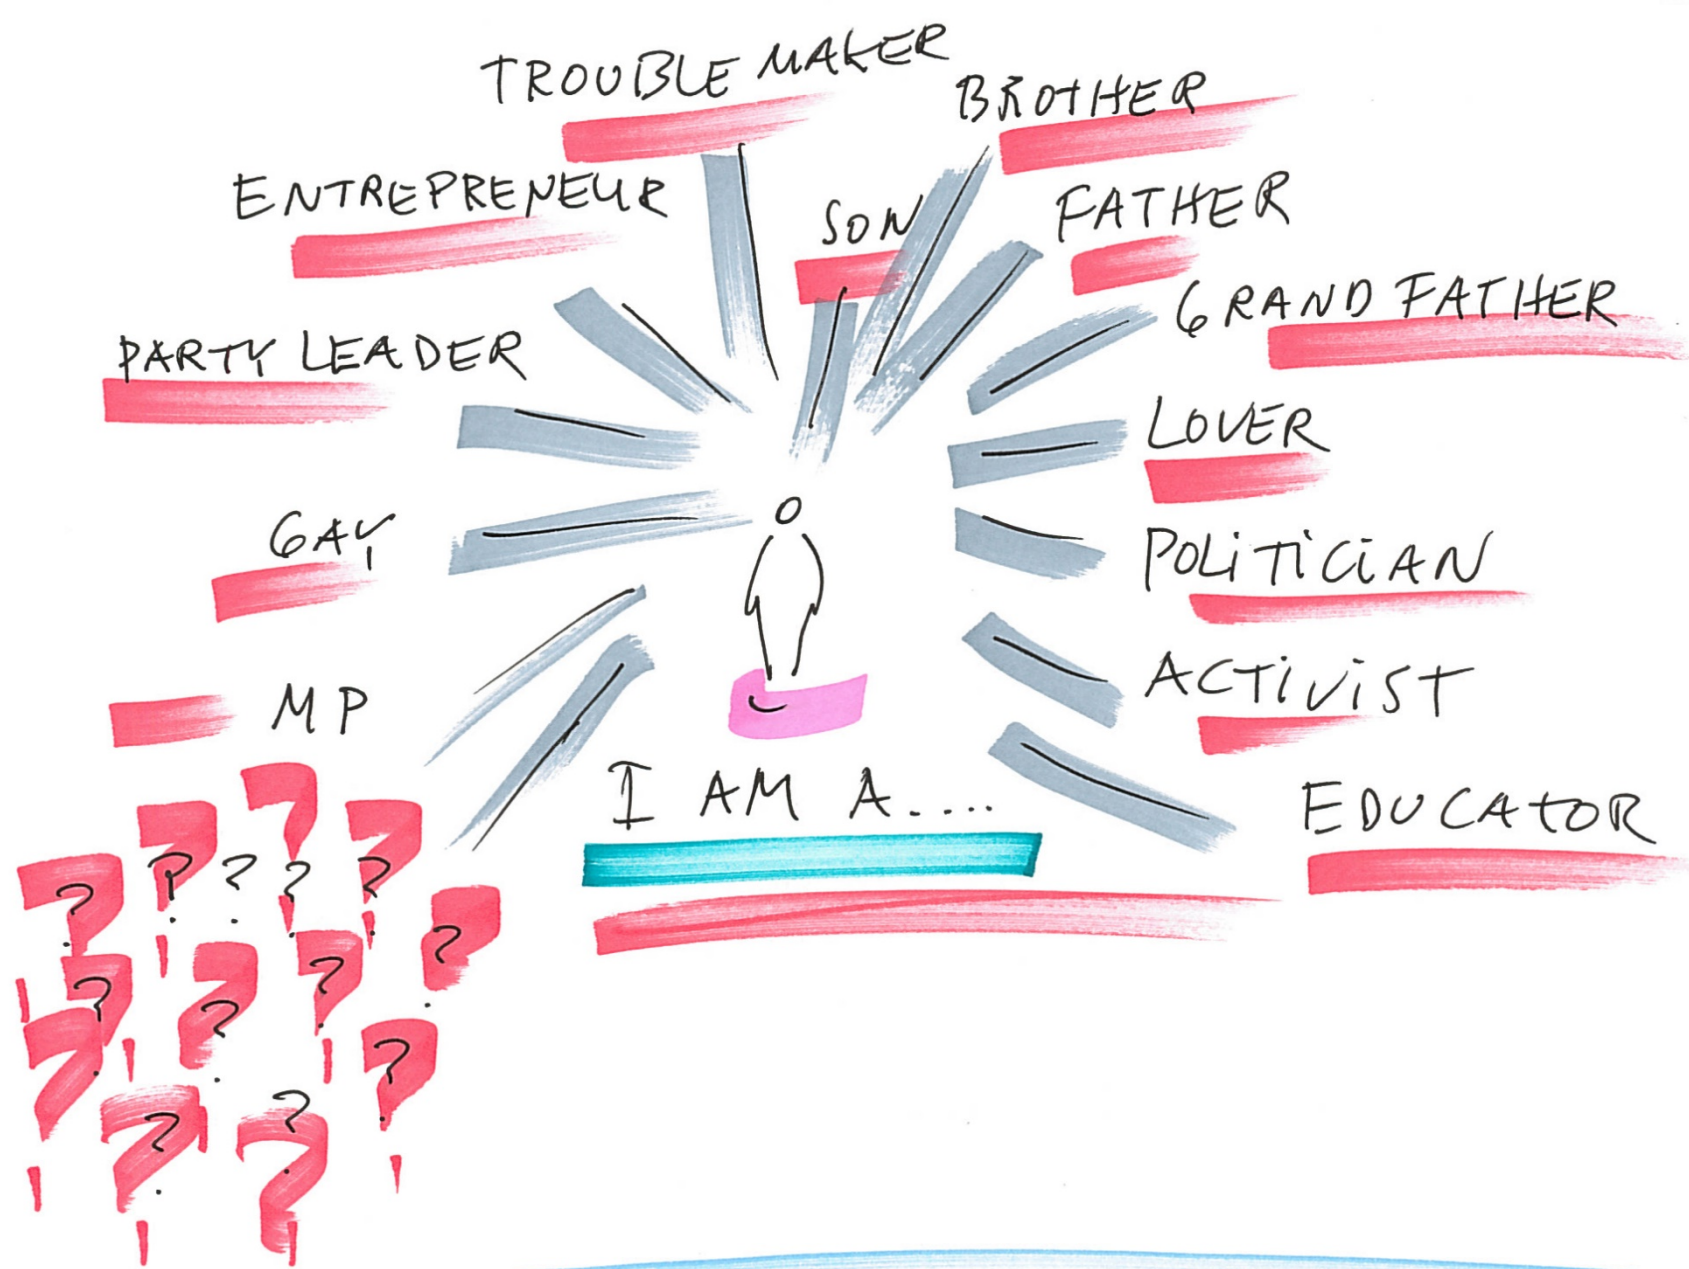 TROUBLE MAKER
BROTHER
ENTREPRENEUR
SON
FATHER
GRAND FATHER
PARTY LEADER
LOVER
GAY
POLiTiCiAN
MP
ACTiViST
I AM A....
EDUCATOR
? ? ? ? ?
?
? ?
?
?
? ?